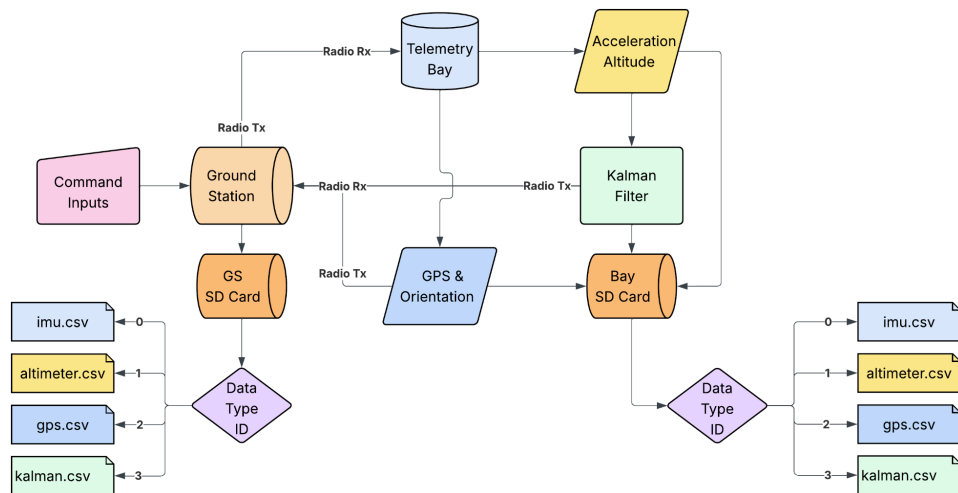 Radio Rx
Telemetry
Bay
Acceleration
Altitude
Radio Tx
Command
Inputs
Ground
Station
Radio Rx
Radio Tx
Kalman
Filter
GS
SD Card
Radio Tx
GPS &
Orientation
Bay
SD Card
imu.csv
0
altimeter.csv
1
gps.csv
2
kalman.csv
3
Data
Type
ID
Data
Type
ID
0
imu.csv
1
altimeter.csv
2
gps.csv
3
kalman.csv